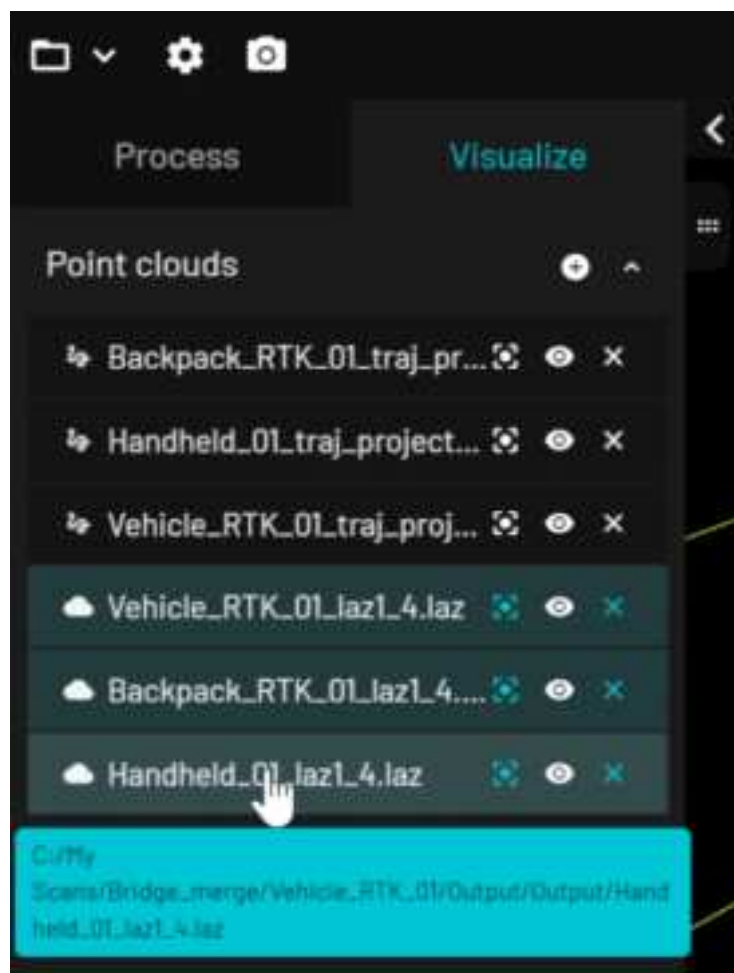 Process
Visualize
Point clouds
Backpack_RTK_01_traj_pr...
Handheld_01_traj_project...
Vehicle_RTK_01_traj_proj...
Vehicle_RTK_01_laz1_4.laz
Backpack_RTK_01_laz1_4....
Handheld_01_laz1_4.laz
C:/My
Scans/Bridge_merge/Vehicle_RTK_01/Output/Output/Hand
held_01_laz1_4.laz